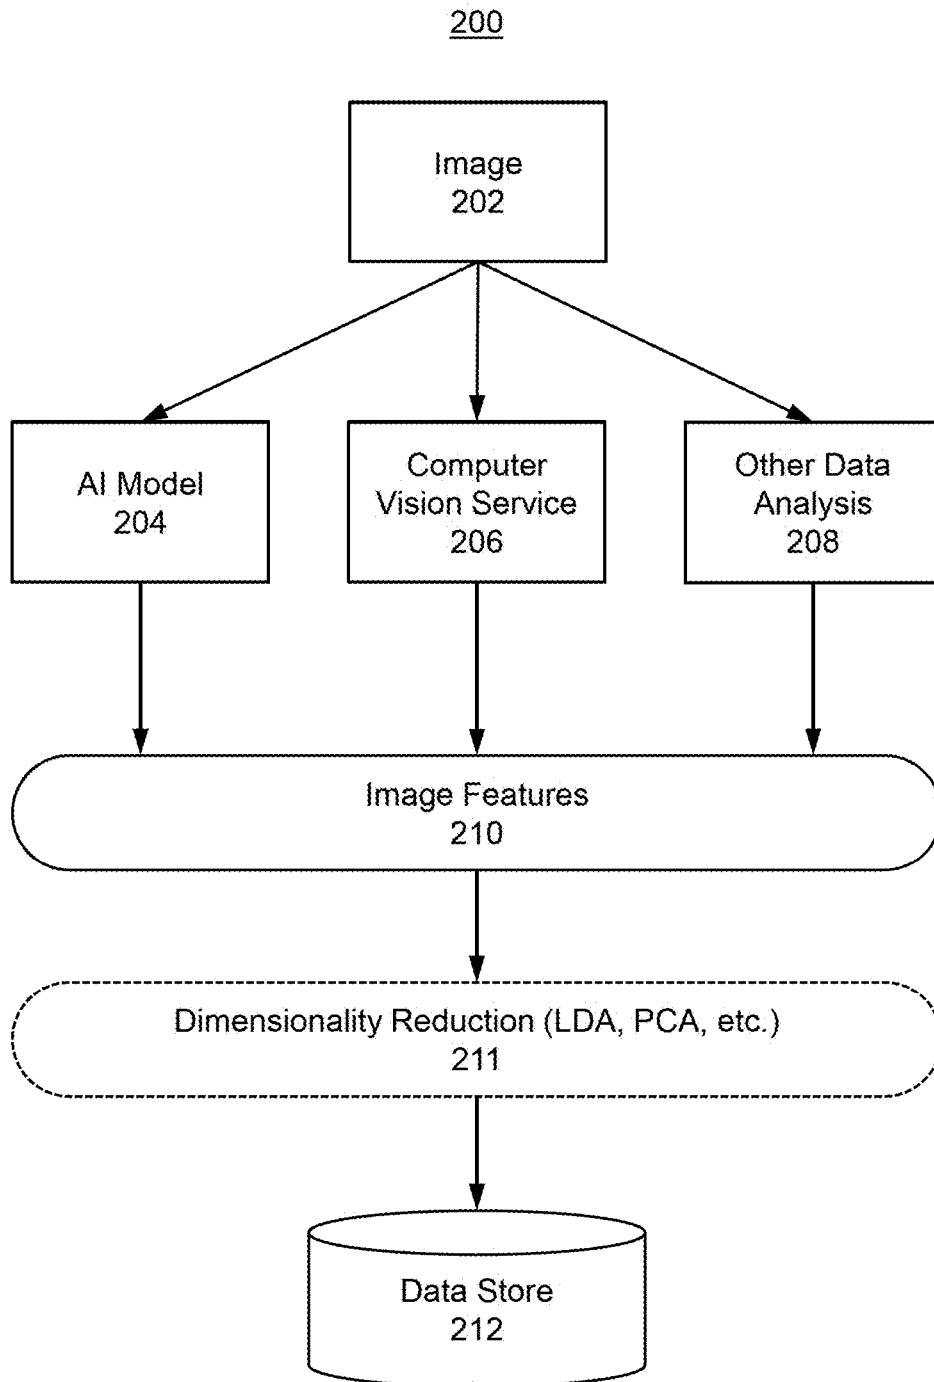 200
Image
202
AI Model
204
Computer
Vision Service
206
Other Data
Analysis
208
Image Features
210
Dimensionality Reduction (LDA, PCA, etc.)
211
Data Store
212